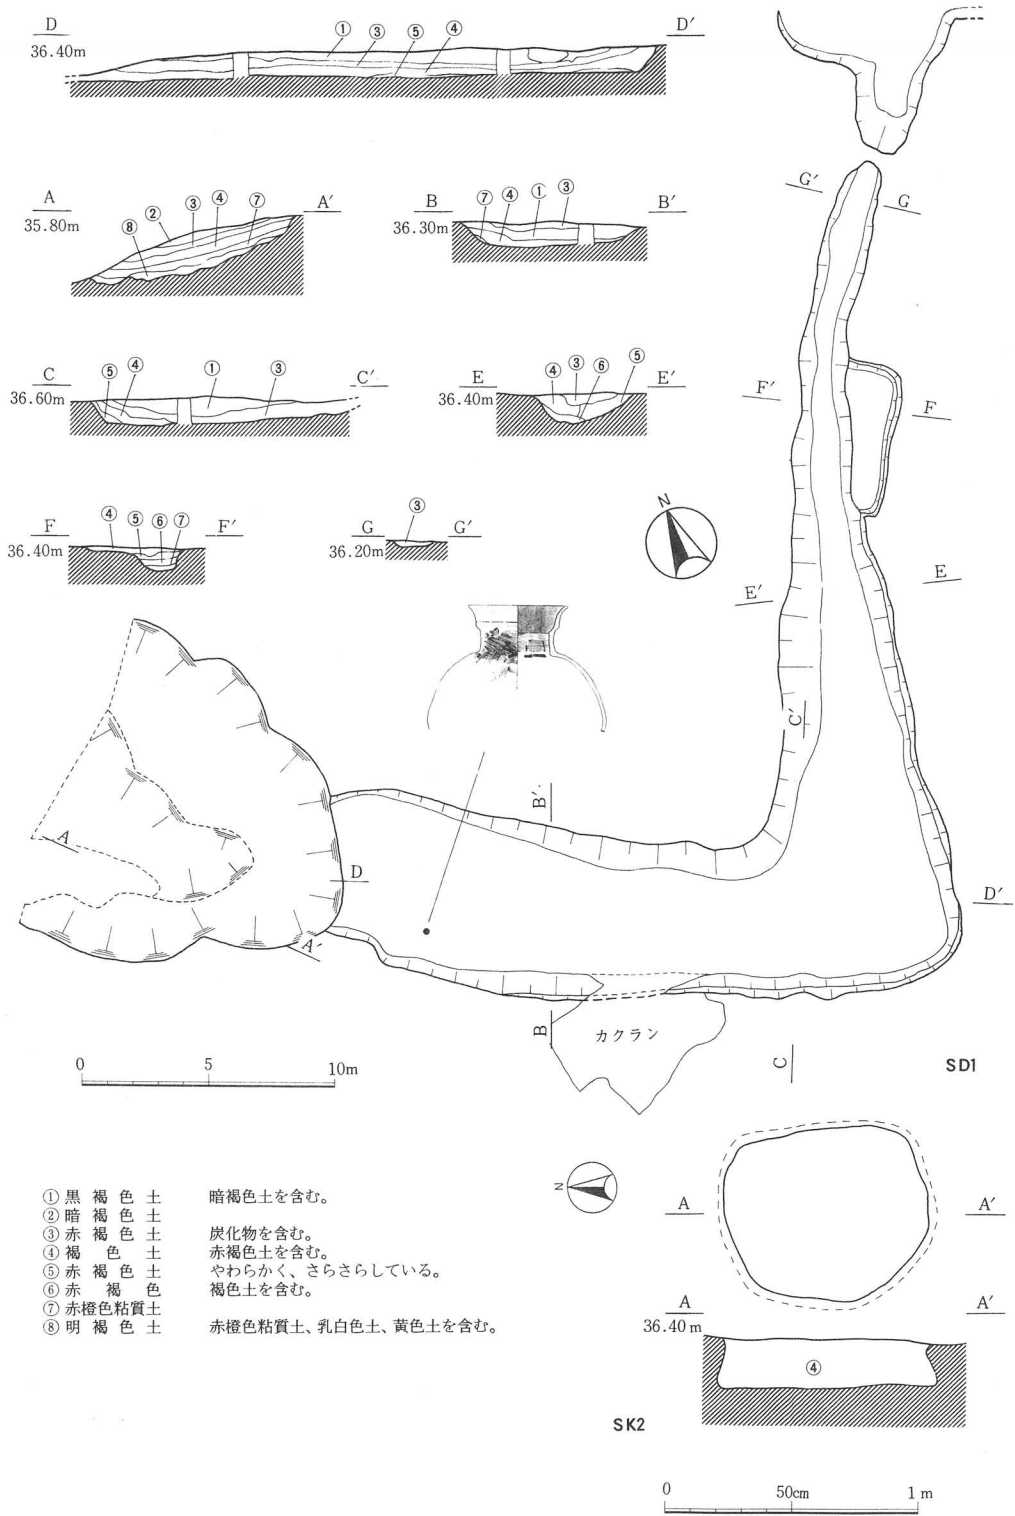 D D′
36.40m
① ③ ⑤ ④
A A′
35.80m
⑧ ② ③ ④ ⑦
B B′
36.30m
⑦ ④ ① ③
C C′
36.60m
⑤ ④ ① ③
E E′
36.40m
④ ③ ⑥ ⑤
F F′
36.40m
④ ⑤ ⑥ ⑦
G G′
36.20m
③
G′ G
F′ F
N
E′ E
C′
B′
A
D D′
A′
B
カクラン
C
SD1
0 5 10m
① 黒褐色土 暗褐色土を含む。
② 暗褐色土
③ 赤褐色土 炭化物を含む。
④ 褐色土 赤褐色土を含む。
⑤ 赤褐色土 やわらかく、さらさらしている。
⑥ 赤褐色 褐色土を含む。
⑦ 赤橙色粘質土
⑧ 明褐色土 赤橙色粘質土、乳白色土、黄色土を含む。
N
A A′
A A′
36.40m
④
SK2
0 50cm 1m